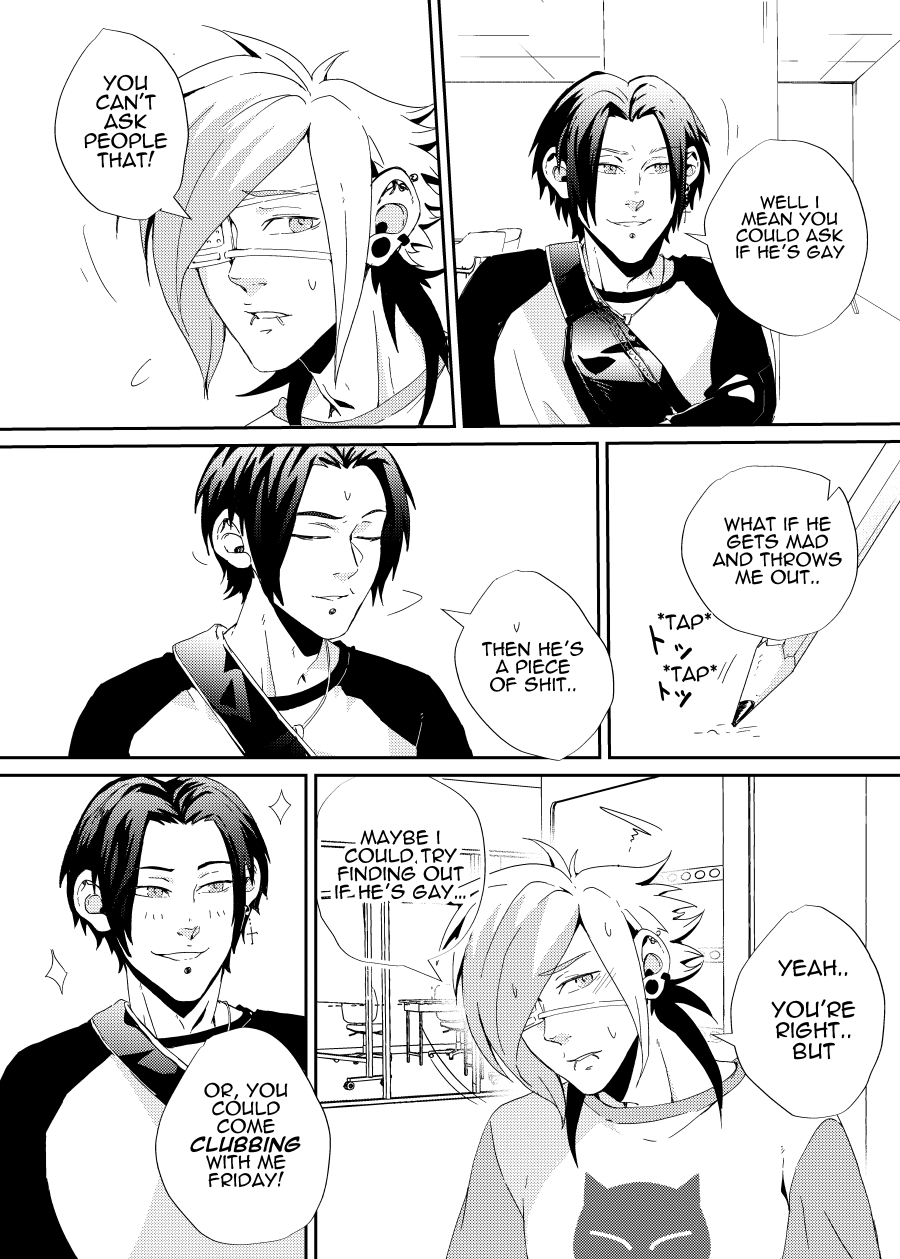 WELL I
MEAN YOU
COULD ASK
IF HE'S GAY
YOU
CAN'T
ASK
PEOPLE
THAT!
WHAT IF HE
GETS MAD
AND THROWS
ME OUT..
*TAP*
トッ
*TAP*
トッ
THEN HE'S
A PIECE
OF SHIT..
YEAH..
YOU'RE
RIGHT..
BUT
MAYBE I
COULD TRY
FINDING OUT
IF HE'S GAY...
OR, YOU
COULD
COME
CLUBBING
WITH ME
FRIDAY!